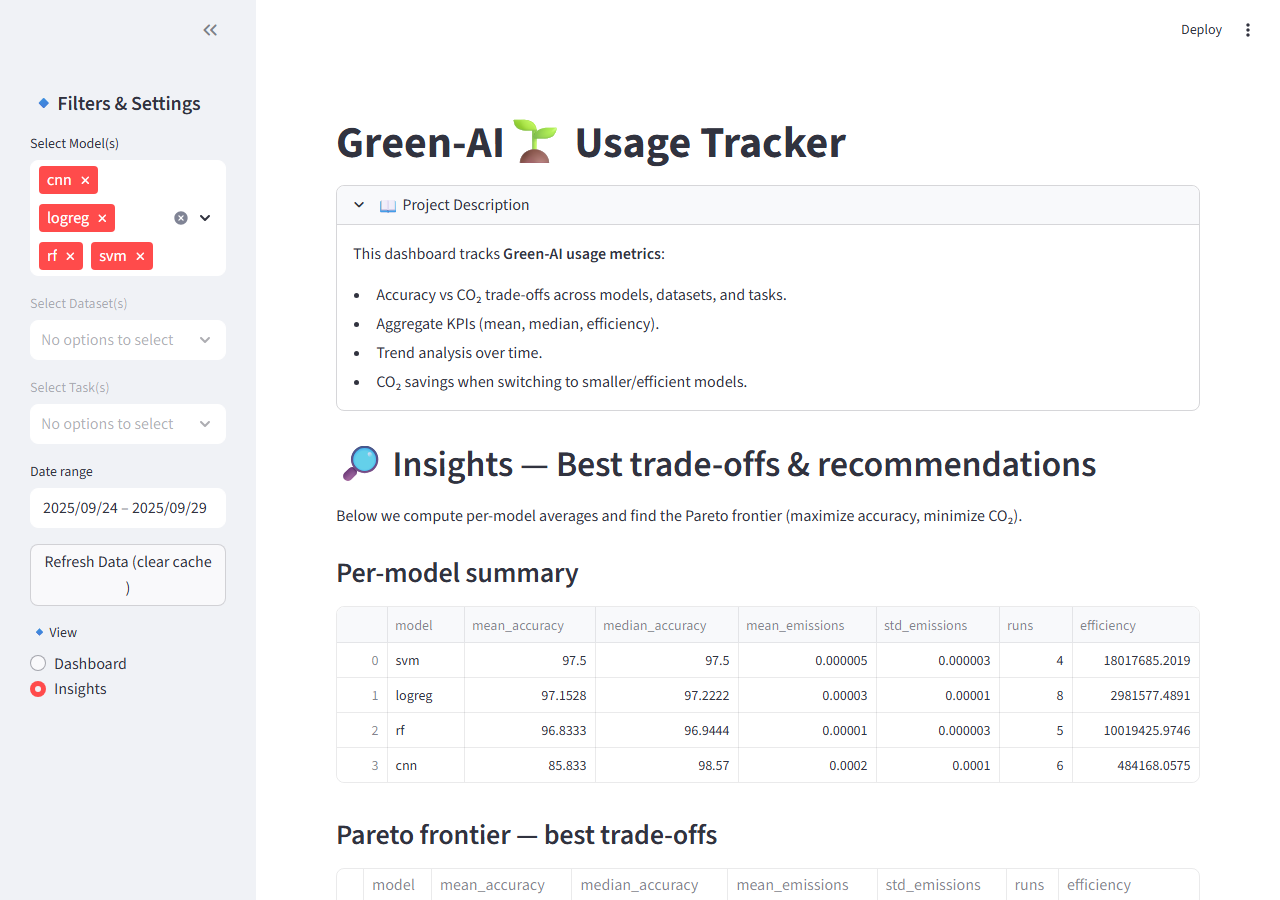 Deploy
Filters & Settings
Select Model(s)
cnn
logreg
rf svm
Select Dataset(s)
No options to select
Select Task(s)
No options to select
Date range
2025/09/24 – 2025/09/29
Refresh Data (clear cache
)
View
Dashboard
Insights
Green-AI Usage Tracker
Project Description
This dashboard tracks Green-AI usage metrics:
• Accuracy vs CO₂ trade-offs across models, datasets, and tasks.
• Aggregate KPIs (mean, median, efficiency).
• Trend analysis over time.
• CO₂ savings when switching to smaller/efficient models.
Insights — Best trade-offs & recommendations
Below we compute per-model averages and find the Pareto frontier (maximize accuracy, minimize CO₂).
Per-model summary
model mean_accuracy median_accuracy mean_emissions std_emissions runs efficiency
0 svm 97.5 97.5 0.000005 0.000003 4 18017685.2019
1 logreg 97.1528 97.2222 0.00003 0.00001 8 2981577.4891
2 rf 96.8333 96.9444 0.00001 0.000003 5 10019425.9746
3 cnn 85.833 98.57 0.0002 0.0001 6 484168.0575
Pareto frontier — best trade-offs
model mean_accuracy median_accuracy mean_emissions std_emissions runs efficiency